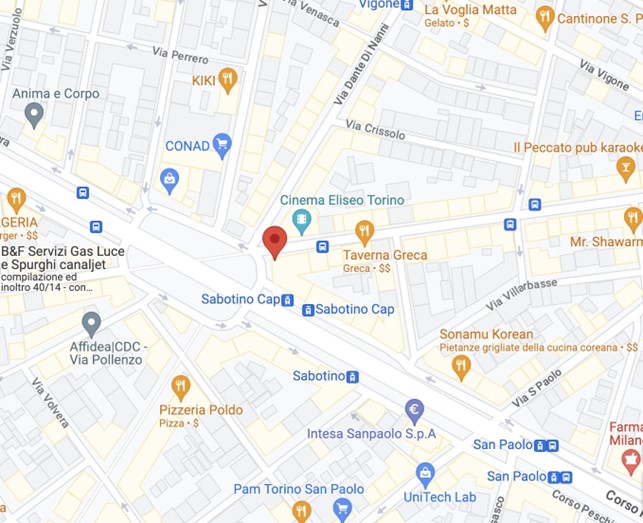 Via Verzuolo
Via Venasca
Vigone
La Voglia Matta
Gelato • $
Cantinone S. P
Via Perrero
KIKI
Via Dante Di Nanni
Via Vigone
Anima e Corpo
Via Crissolo
CONAD
Il Peccato pub karaoke
Cinema Eliseo Torino
GERIA
rger • $$
B&F Servizi Gas Luce
e Spurghi canaljet
compilazione ed
inoltro 40/14 - con...
Taverna Greca
Greca • $$
Mr. Shawarm
Via Villarbasse
Sabotino Cap
Sabotino Cap
Affidea|CDC -
Via Pollenzo
Sonamu Korean
Pietanze grigliate della cucina coreana • $$
Sabotino
Via Volvera
Pizzeria Poldo
Pizza • $
Via S Paolo
Intesa Sanpaolo S.p.A
€
San Paolo
Farma
Milano
San Paolo
Pam Torino San Paolo
UniTech Lab
Corso
Corso Peschi
sasco